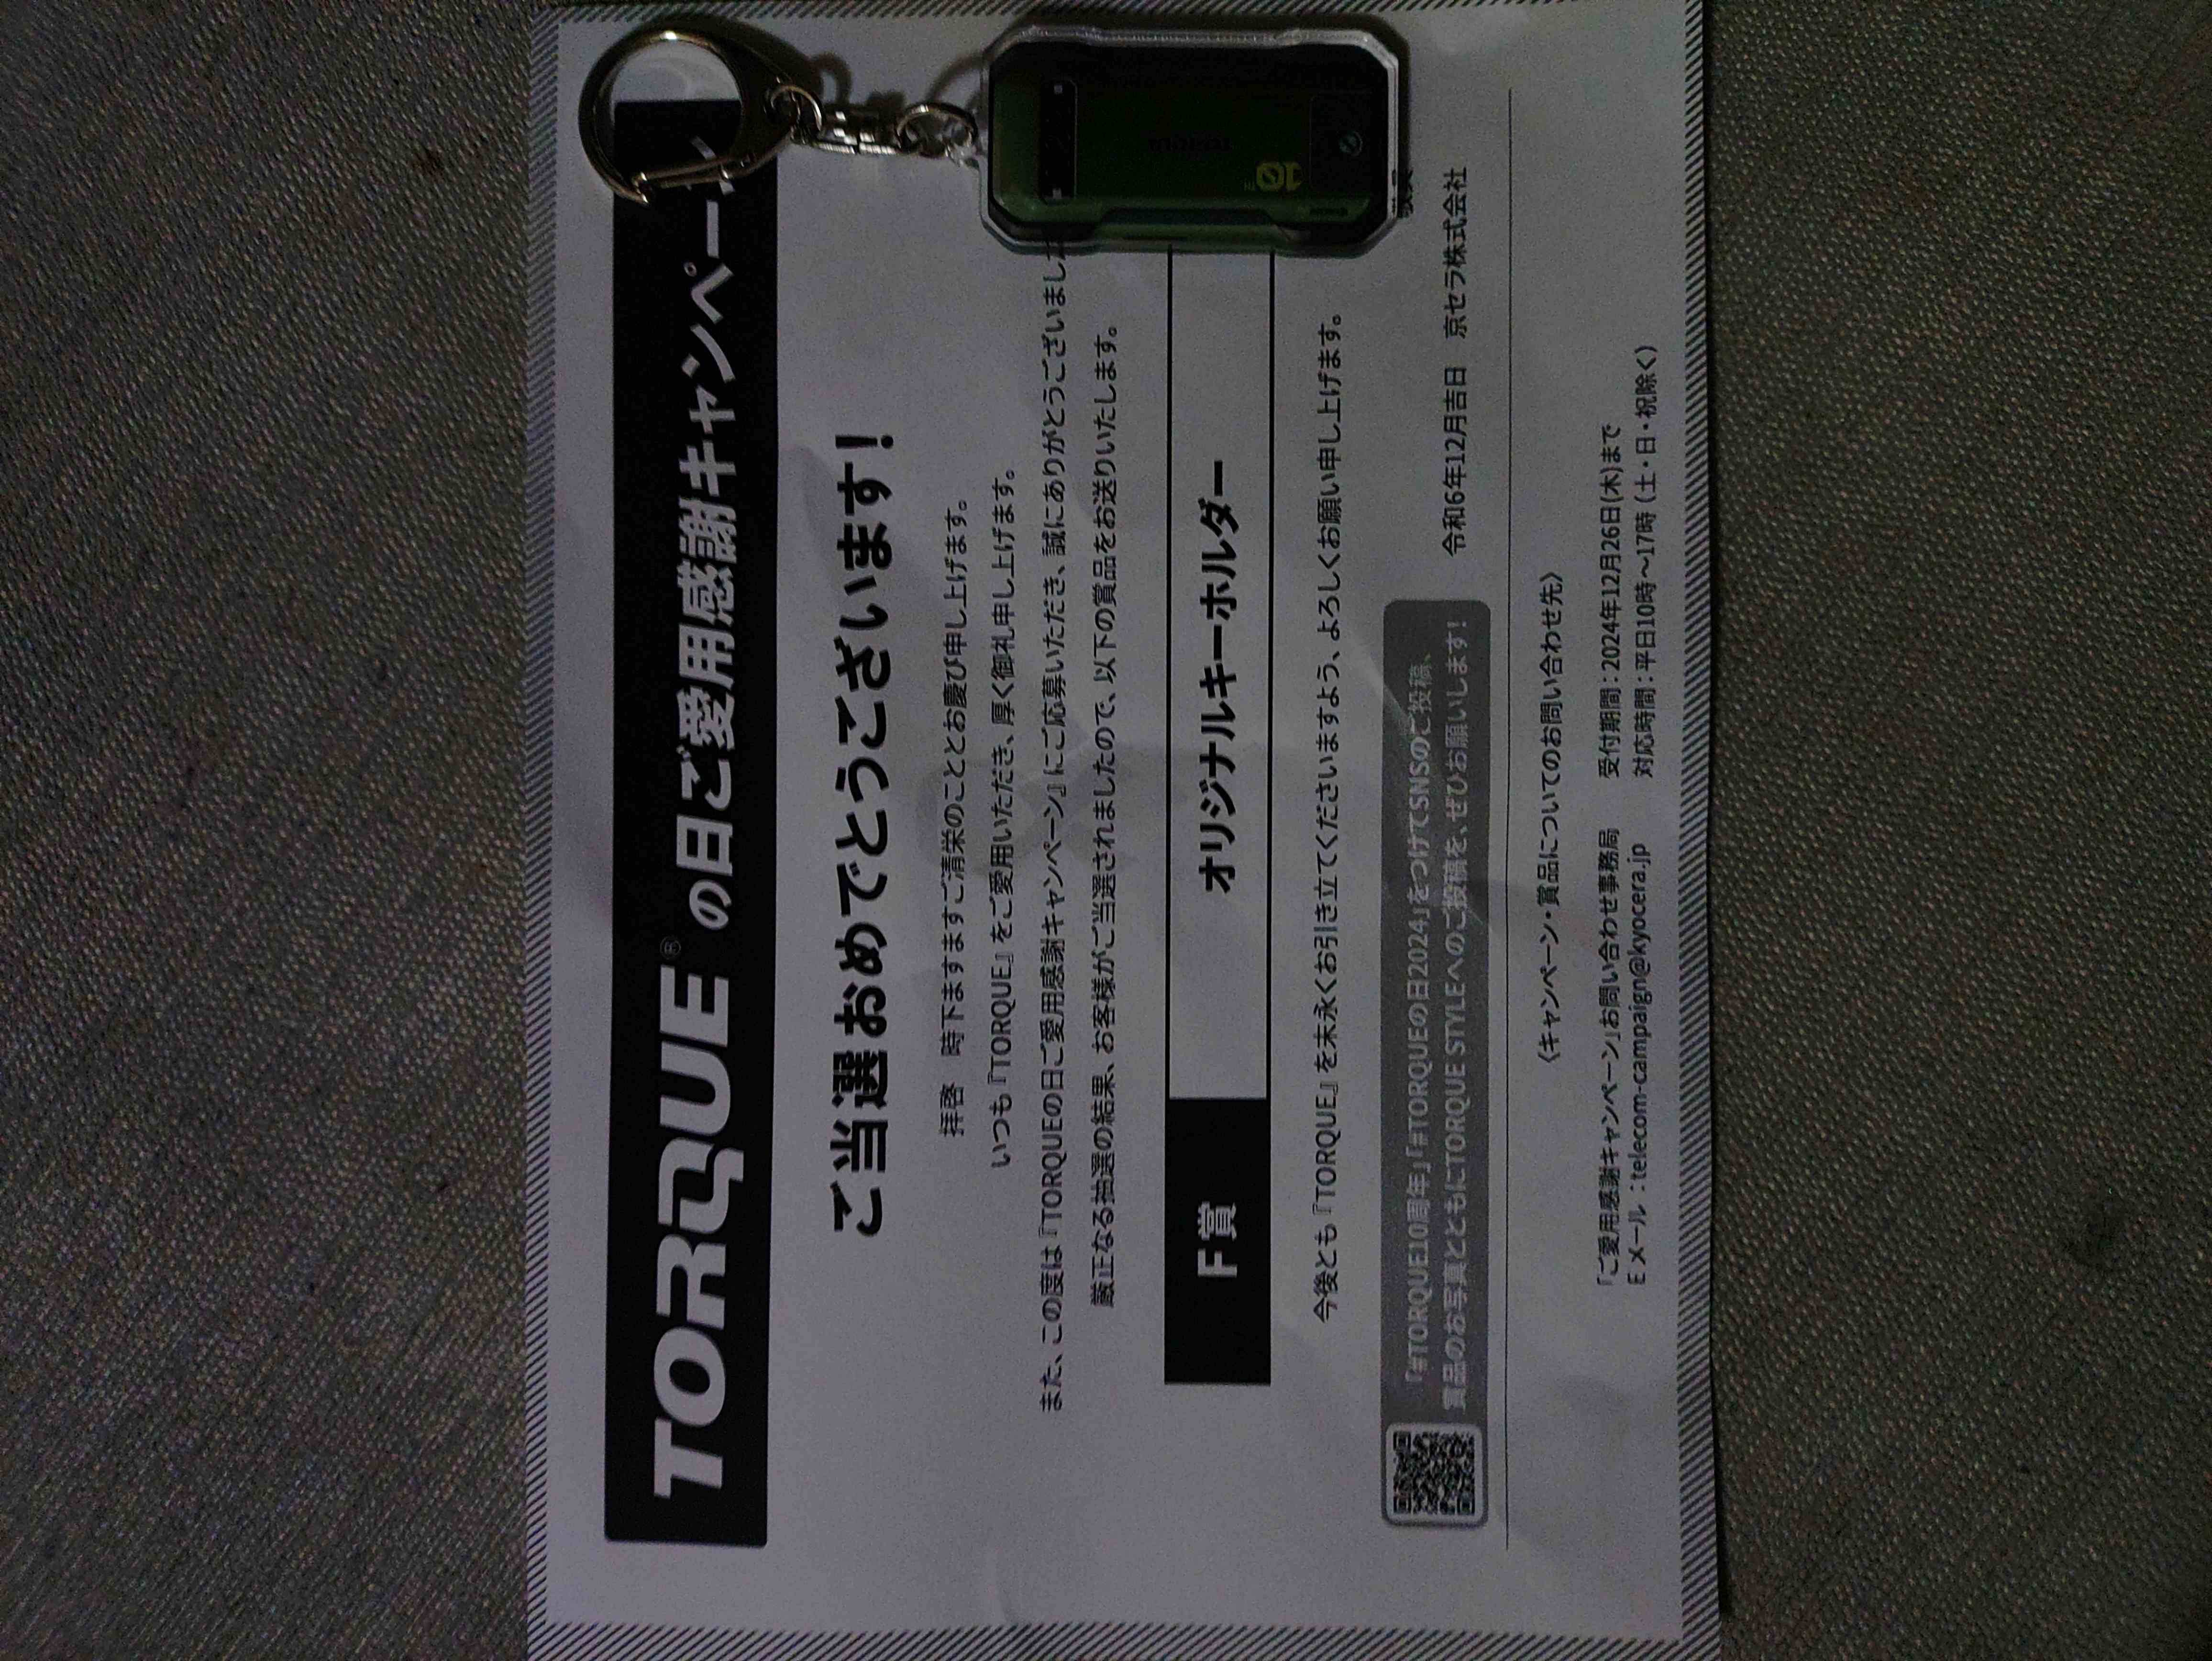 TORQUE® の日ご愛用感謝キャンペーン
ご当選おめでとうございます!
拝啓 時下ますますご清栄のこととお慶び申し上げます。
いつも『TORQUE』をご愛用いただき、厚く御礼申し上げます。
また、この度は『TORQUEの日ご愛用感謝キャンペーン』にご応募いただき、誠にありがとうございまし
厳正なる抽選の結果、お客様がご当選されましたので、以下の賞品をお送りいたします。
F賞 オリジナルキーホルダー
今後とも『TORQUE』を末永くお引き立てくださいますよう、よろしくお願い申し上げます。
令和6年12月吉日 京セラ株式会社
「#TORQUE10周年」「#TORQUEの日2024」をつけてSNSのご投稿、
賞品のお写真とともにTORQUE STYLEへのご投稿を、ぜひお願いします!
〈キャンペーン・賞品についてのお問い合わせ先〉
「ご愛用感謝キャンペーン」お問い合わせ事務局 受付期間:2024年12月26日(木)まで
Eメール:telecom-campaign@kyocera.jp 対応時間:平日10時~17時(土・日・祝除く)
TORQUE
10